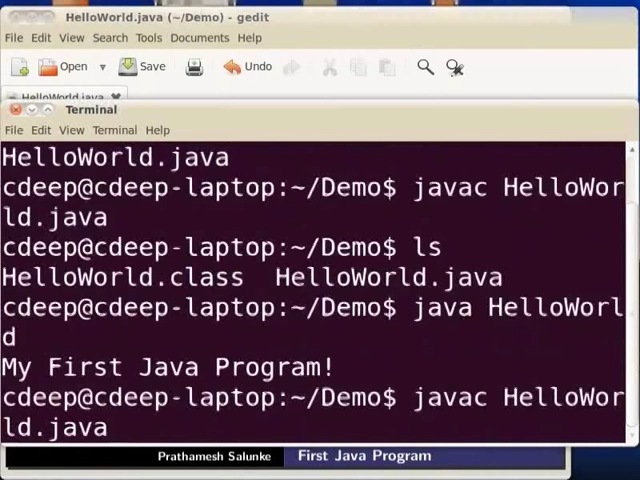 HelloWorld.java (~/Demo) - gedit
File Edit View Search Tools Documents Help
Open Save Undo
HelloWorld.java
Terminal
File Edit View Terminal Help
HelloWorld.java
cdeep@cdeep-laptop:~/Demo$ javac HelloWor
ld.java
cdeep@cdeep-laptop:~/Demo$ ls
HelloWorld.class HelloWorld.java
cdeep@cdeep-laptop:~/Demo$ java HelloWorl
d
My First Java Program!
cdeep@cdeep-laptop:~/Demo$ javac HelloWor
ld.java
Prathamesh Salunke First Java Program